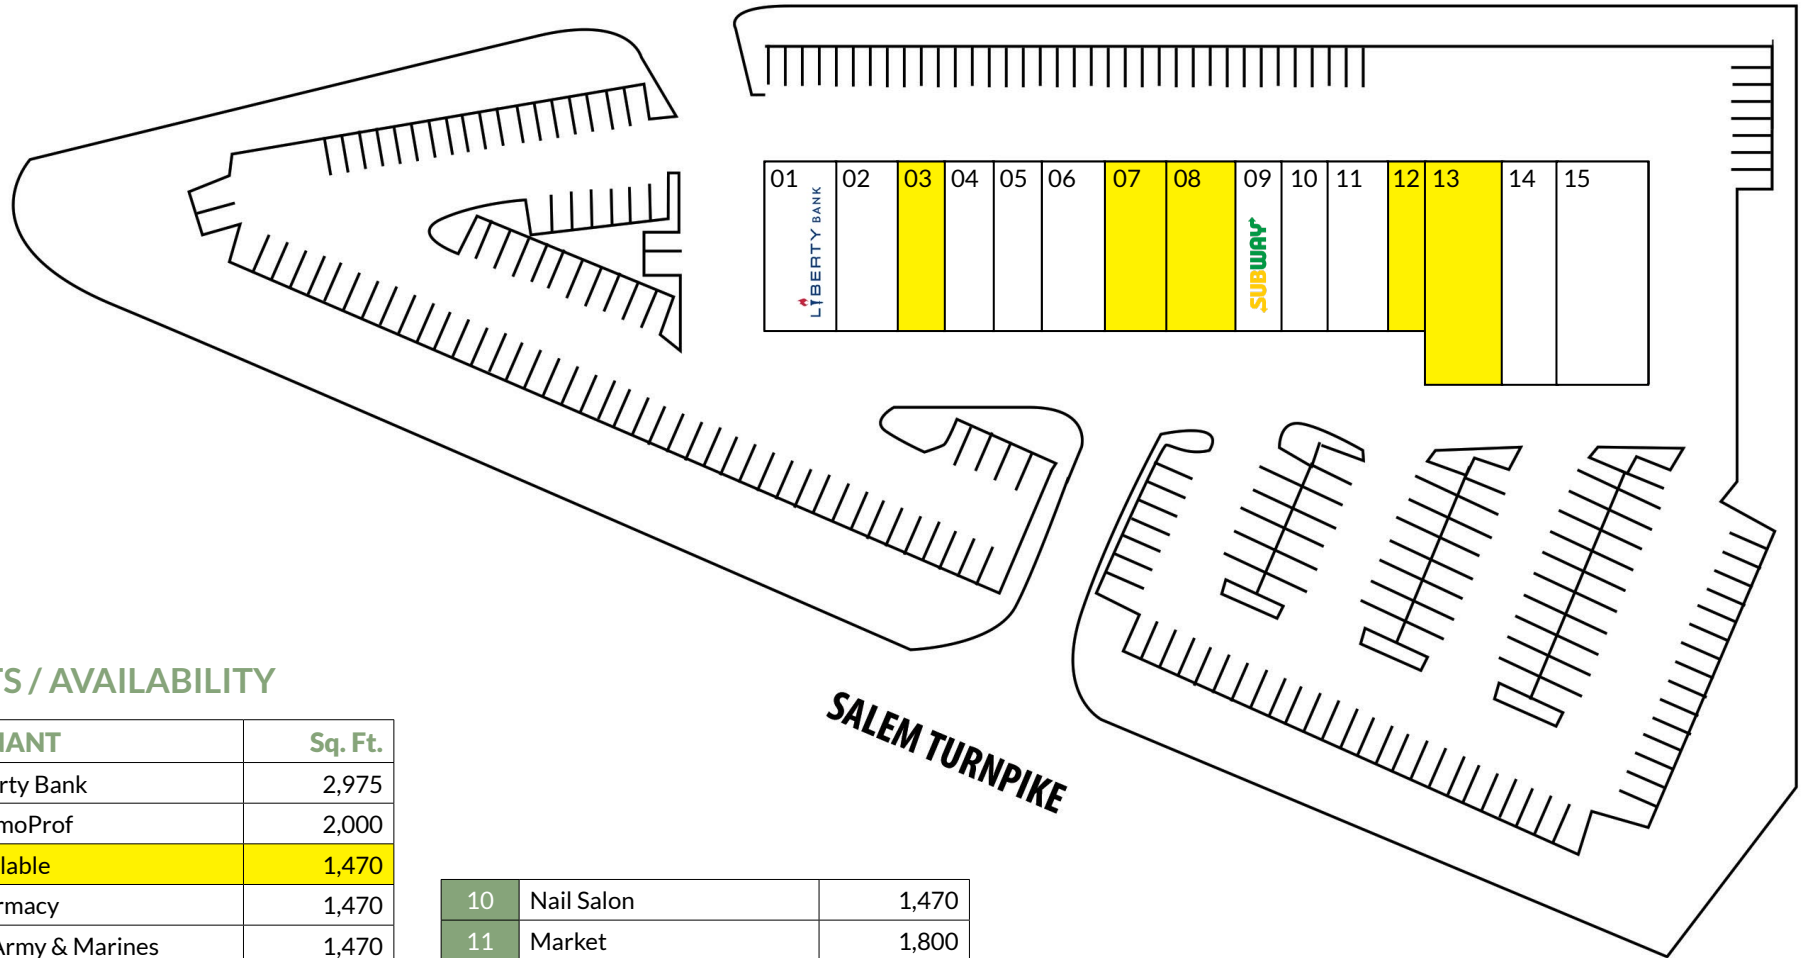 01 02 03 04 05 06 07 08 09 10 11 12 13 14 15
LIBERTY BANK
SUBWAY
SALEM TURNPIKE
TS / AVAILABILITY
NANT Sq. Ft.
rty Bank 2,975
moProf 2,000
lable 1,470
rmacy 1,470
Army & Marines 1,470
10 Nail Salon 1,470
11 Market 1,800